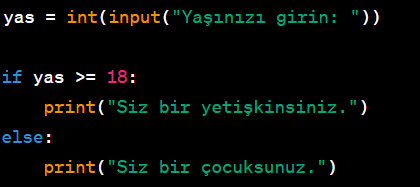 yas = int(input("Yaşınızı girin: "))
if yas >= 18:
    print("Siz bir yetişkinsiniz.")
else:
    print("Siz bir çocuksunuz.")